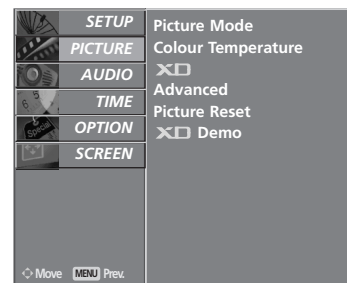 SETUP
PICTURE
AUDIO
TIME
OPTION
SCREEN
Move MENU Prev.
Picture Mode
Colour Temperature
XD
Advanced
Picture Reset
XD Demo
Special